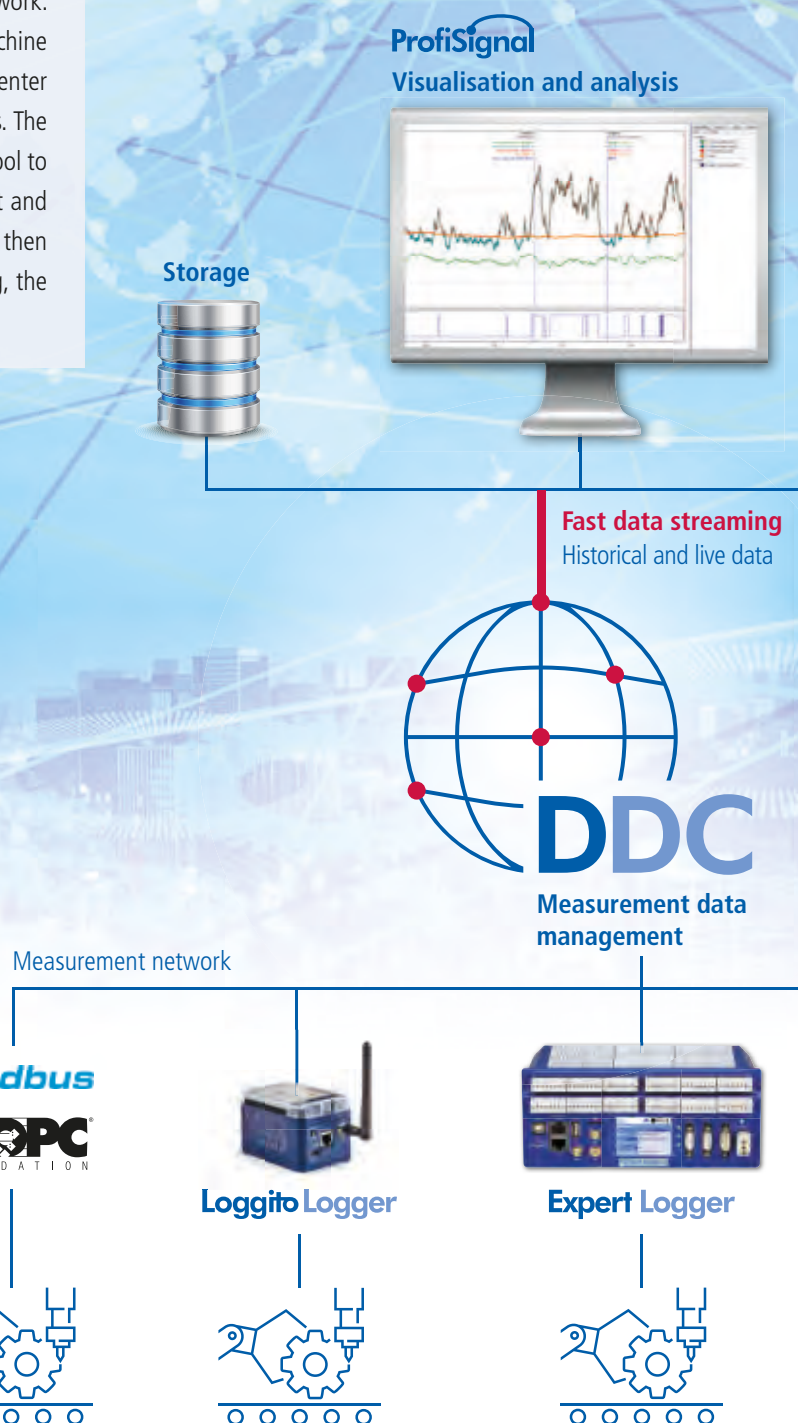 work.
chine
enter
s. The
ool to
t and
then
g, the
ProfiSignal
Visualisation and analysis
Storage
Fast data streaming
Historical and live data
DDC
Measurement data
management
Measurement network
dbus
OPC
DATION
Loggito Logger
Expert Logger